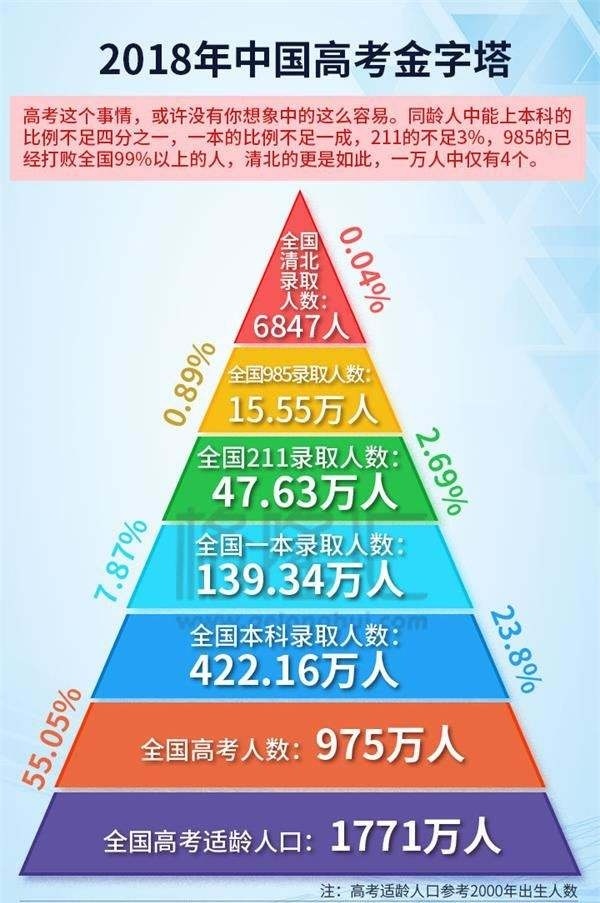 2018年中国高考金字塔
高考这个事情，或许没有你想象中的这么容易。同龄人中能上本科的
比例不足四分之一，一本的比例不足一成，211的不足3%，985的已
经打败全国99%以上的人，清北的更是如此，一万人中仅有4个。
全国
清北
录取
人数：
6847人
0.04%
全国985录取人数：
15.55万人
0.89%
全国211录取人数：
47.63万人
2.69%
全国一本录取人数：
139.34万人
7.87%
全国本科录取人数：
422.16万人
23.8%
全国高考人数：975万人
55.05%
全国高考适龄人口：1771万人
注：高考适龄人口参考2000年出生人数